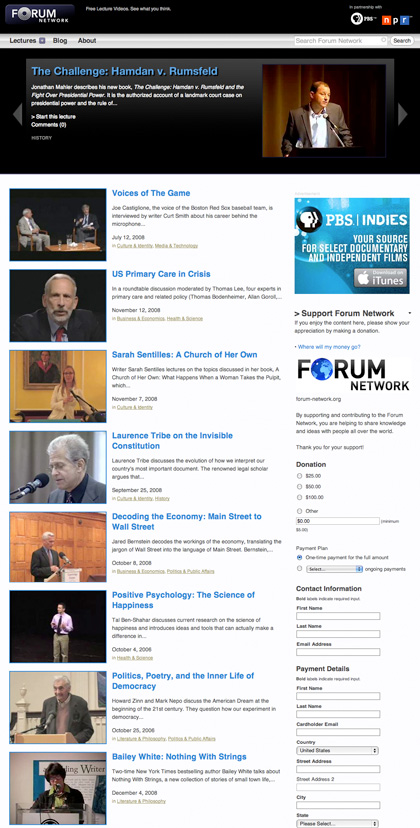 FORUM
NETWORK
Free Lecture Videos. See what you think.
In partnership with
PBS
n p r
Lectures
Blog
About
Search Forum Network
Search
The Challenge: Hamdan v. Rumsfeld
Jonathan Mahler describes his new book, The Challenge: Hamdan v. Rumsfeld and the
Fight Over Presidential Power. It is the authorized account of a landmark court case on
presidential power and the rule of...
> Start this lecture
Comments (0)
HISTORY
Voices of The Game
Joe Castiglione, the voice of the Boston Red Sox baseball team, is
interviewed by writer Curt Smith about his career behind the
microphone...
July 12, 2008
in Culture & Identity, Media & Technology
US Primary Care in Crisis
In a roundtable discussion moderated by Thomas Lee, four experts in
primary care and related policy (Thomas Bodenheimer, Allan Goroll,...
November 12, 2008
in Business & Economics, Health & Science
Sarah Sentilles: A Church of Her Own
Writer Sarah Sentilles lectures on the topics discussed in her book, A
Church of Her Own: What Happens When a Woman Takes the Pulpit,
which...
November 7, 2008
in Culture & Identity
Laurence Tribe on the Invisible
Constitution
Laurence Tribe discusses the evolution of how we interpret our
country's most important document. The renowned legal scholar
argues that...
September 25, 2008
in Culture & Identity, History
Decoding the Economy: Main Street to
Wall Street
Jared Bernstein decodes the working of the economy, translating the
jargon of Wall Street into the language of Main Street. Bernstein,...
October 8, 2008
in Business & Economics, Politics & Public Affairs
Positive Psychology: The Science of
Happiness
Tal Ben-Shahar discusses current research on the science of
happiness and introduces ideas and tools that can actually make a
difference in...
October 4, 2006
in Health & Science
Politics, Poetry, and the Inner Life of
Democracy
Howard Zinn and Mark Nepo discuss the American Dream at the
beginning of the 21st century. They question how our experiment in
democracy...
October 4, 2008
in Literature & Philosophy, Politics & Public Affairs
Bailey White: Nothing With Strings
Two-time New York Times bestselling author Bailey White talks about
Nothing With Strings, a new collection of stories of small town life,...
December 4, 2008
in Literature & Philosophy
Advertisement
PBS | INDIES
YOUR SOURCE
FOR SELECT DOCUMENTARY
AND INDEPENDENT FILMS
Download on
iTunes
> Support Forum Network
If you enjoy the content here, please show your
appreciation by making a donation.
• Where will my money go?
FORUM
NETWORK
forum-network.org
By supporting and contributing to the Forum
Network, you are helping to share knowledge
and ideas with people all over the world.
Thank you for your support!
Donation
$25.00
$50.00
$100.00
Other
$0.00 (minimum
$0.00)
Payment Plan
One-time payment for the full amount
Select... ongoing payments
Contact Information
Bold labels indicate required input
First Name
Last Name
Email Address
Payment Details
Bold labels indicate required input
First Name
Last Name
Cardholder Email
Country
United States
Street Address
Street Address 2
City
State
Please Select...